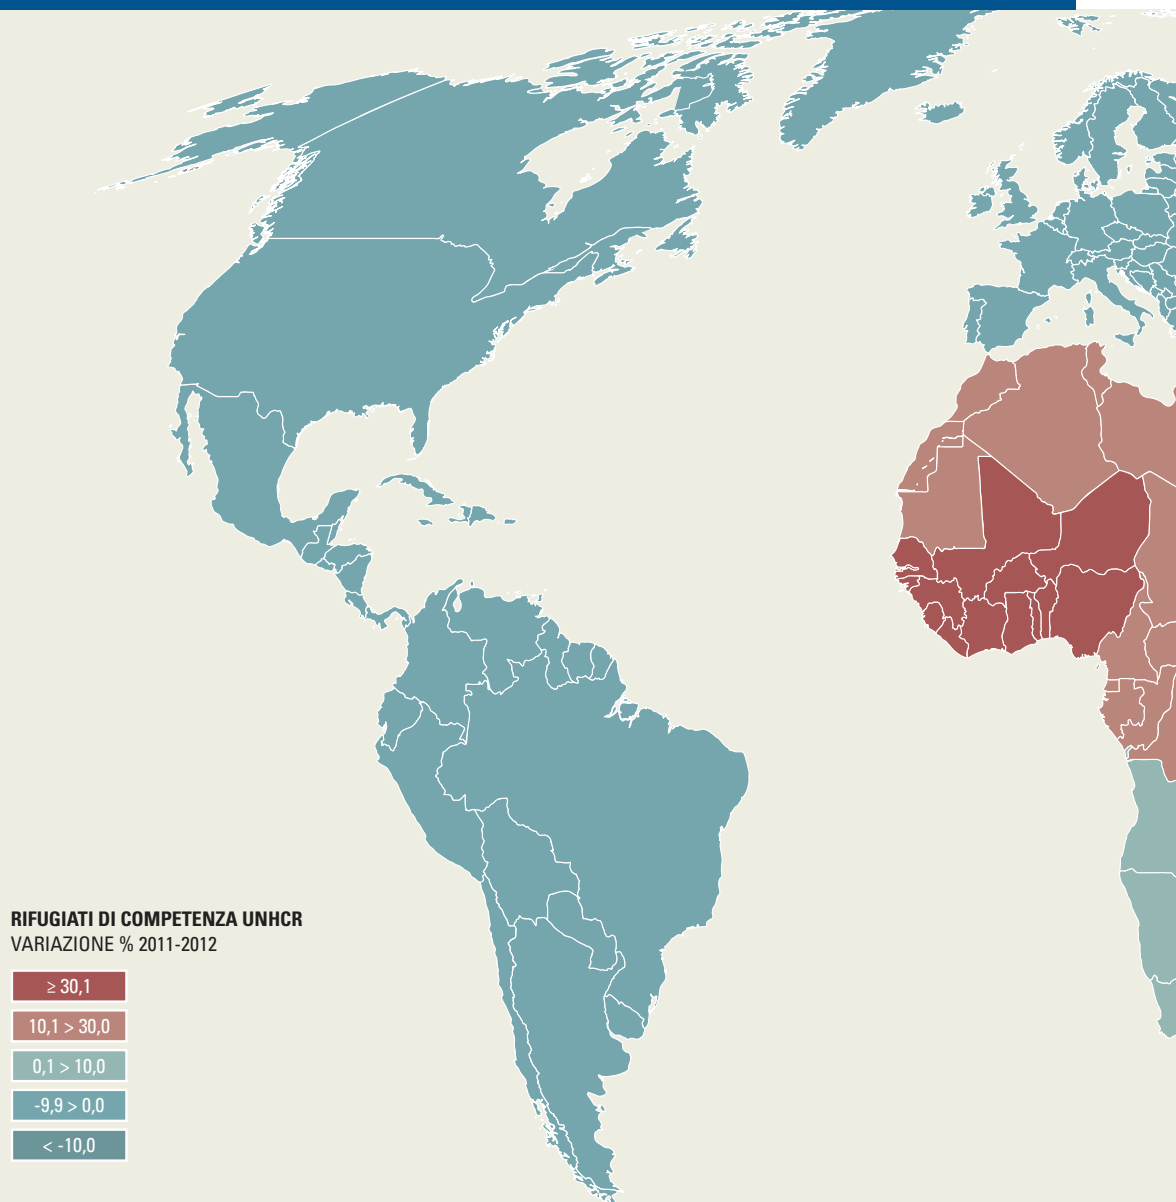 RIFUGIATI DI COMPETENZA UNHCR
VARIAZIONE % 2011-2012
≥ 30,1
10,1 > 30,0
0,1 > 10,0
-9,9 > 0,0
< -10,0